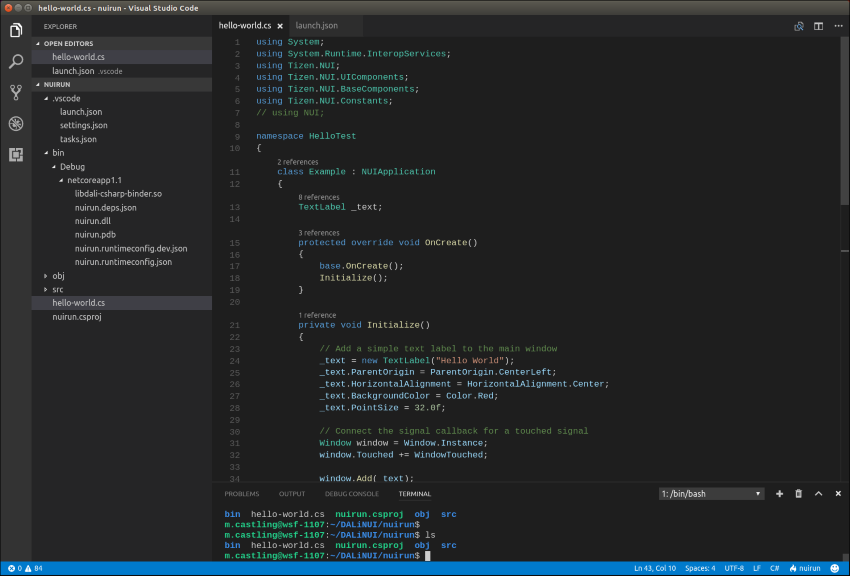 hello-world.cs - nuirun - Visual Studio Code
EXPLORER
OPEN EDITORS
hello-world.cs
launch.json .vscode
NUIRUN
.vscode
launch.json
settings.json
tasks.json
bin
Debug
netcoreapp1.1
libdali-csharp-binder.so
nuirun.deps.json
nuirun.dll
nuirun.pdb
nuirun.runtimeconfig.dev.json
nuirun.runtimeconfig.json
obj
src
hello-world.cs
nuirun.csproj
hello-world.cs launch.json
1 using System;
2 using System.Runtime.InteropServices;
3 using Tizen.NUI;
4 using Tizen.NUI.UIComponents;
5 using Tizen.NUI.BaseComponents;
6 using Tizen.NUI.Constants;
7 // using NUI;
8
9 namespace HelloTest
10 {
2 references
11 class Example : NUIApplication
12 {
8 references
13 TextLabel _text;
14
3 references
15 protected override void OnCreate()
16 {
17 base.OnCreate();
18 Initialize();
19 }
20
1 reference
21 private void Initialize()
22 {
23 // Add a simple text label to the main window
24 _text = new TextLabel("Hello World");
25 _text.ParentOrigin = ParentOrigin.CenterLeft;
26 _text.HorizontalAlignment = HorizontalAlignment.Center;
27 _text.BackgroundColor = Color.Red;
28 _text.PointSize = 32.0f;
29
30 // Connect the signal callback for a touched signal
31 Window window = Window.Instance;
32 window.Touched += WindowTouched;
33
34 window.Add(_text);
PROBLEMS OUTPUT DEBUG CONSOLE TERMINAL 1: /bin/bash
bin hello-world.cs nuirun.csproj obj src
m.castling@wsf-1107:~/DALiNUI/nuirun$
m.castling@wsf-1107:~/DALiNUI/nuirun$ ls
bin hello-world.cs nuirun.csproj obj src
m.castling@wsf-1107:~/DALiNUI/nuirun$
0 84 Ln 43, Col 10 Spaces: 4 UTF-8 LF C# nuirun